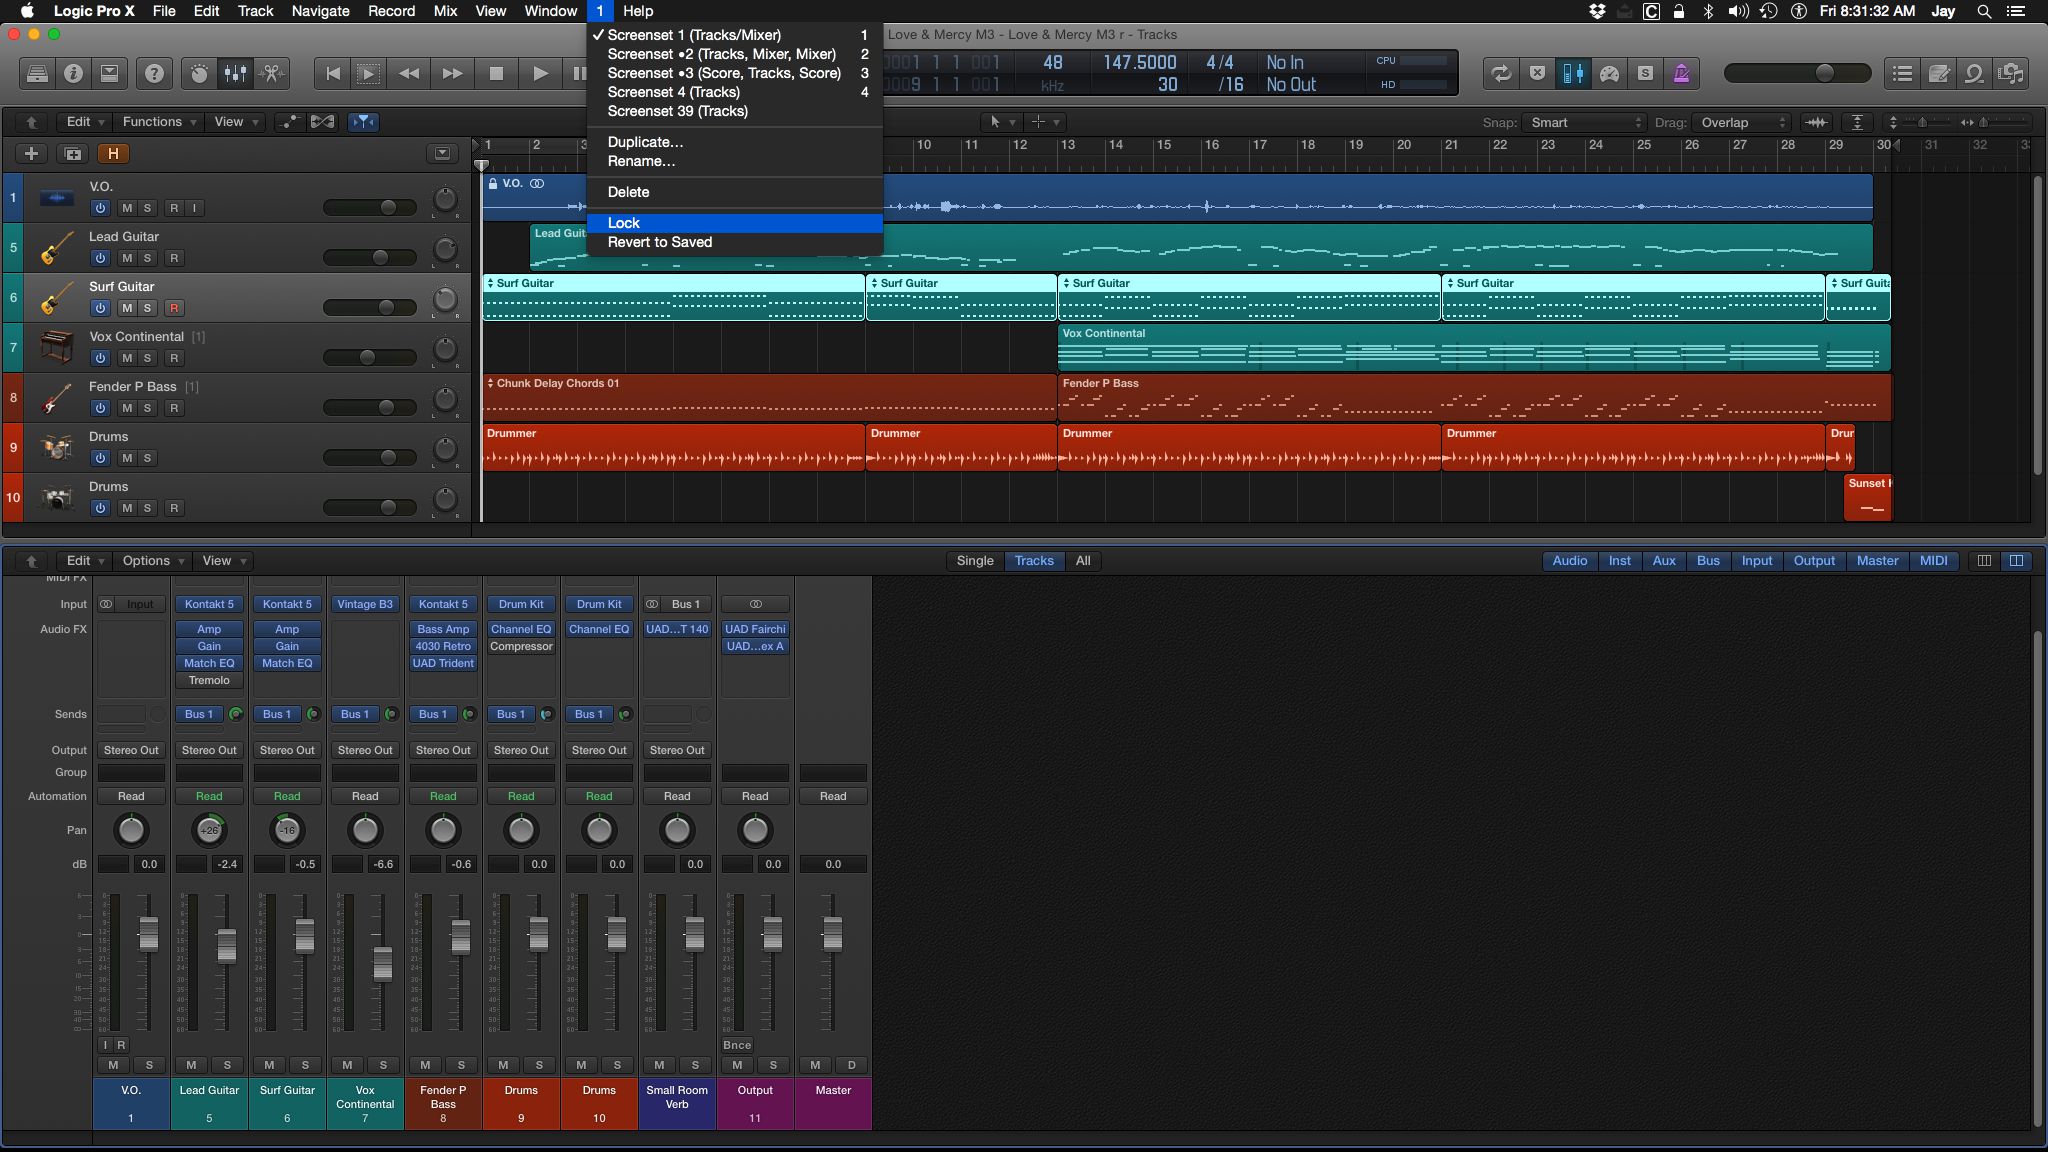 Logic Pro X File Edit Track Navigate Record Mix View Window 1 Help
Fri 8:31:32 AM Jay
Love & Mercy M3 - Love & Mercy M3 r - Tracks
✓ Screenset 1 (Tracks/Mixer) 1
Screenset •2 (Tracks, Mixer, Mixer) 2
Screenset •3 (Score, Tracks, Score) 3
Screenset 4 (Tracks) 4
Screenset 39 (Tracks)
Duplicate...
Rename...
Delete
Lock
Revert to Saved
0001 1 1 001 48 147.5000 4/4 No In CPU
0009 1 1 001 kHz 30 /16 No Out HD
Edit Functions View Snap: Smart Drag: Overlap
H
1 2 3 10 11 12 13 14 15 16 17 18 19 20 21 22 23 24 25 26 27 28 29 30 31 32
1 V.O.
M S R I
V.O.
5 Lead Guitar
M S R
6 Surf Guitar
M S R
Surf Guitar Surf Guitar Surf Guitar Surf Guitar
7 Vox Continental [1]
M S R
Vox Continental
8 Fender P Bass [1]
M S R
Chunk Delay Chords 01 Fender P Bass
9 Drums
M S
Drummer Drummer Drummer Drummer
10 Drums
M S R
Sunset
Edit Options View Single Tracks All Audio Inst Aux Bus Input Output Master MIDI
MIDI FX
Input Input Kontakt 5 Kontakt 5 Vintage B3 Kontakt 5 Drum Kit Drum Kit Bus 1
Audio FX Amp Amp Bass Amp Channel EQ Channel EQ UAD...T 140 UAD Fairchi
Gain Gain 4030 Retro Compressor UAD...ex A
Match EQ Match EQ UAD Trident
Tremolo
Sends Bus 1 Bus 1 Bus 1 Bus 1 Bus 1 Bus 1
Output Stereo Out Stereo Out Stereo Out Stereo Out Stereo Out Stereo Out Stereo Out Stereo Out
Group
Automation Read Read Read Read Read Read Read Read Read Read
Pan +26 -16
dB 0.0 -2.4 -0.5 -6.6 -0.6 0.0 0.0 0.0 0.0 0.0
I R Bnce
M S M S M S M S M S M S M S M S M S M D
V.O. Lead Guitar Surf Guitar Vox Continental Fender P Bass Drums Drums Small Room Verb Output Master
1 5 6 7 8 9 10 11